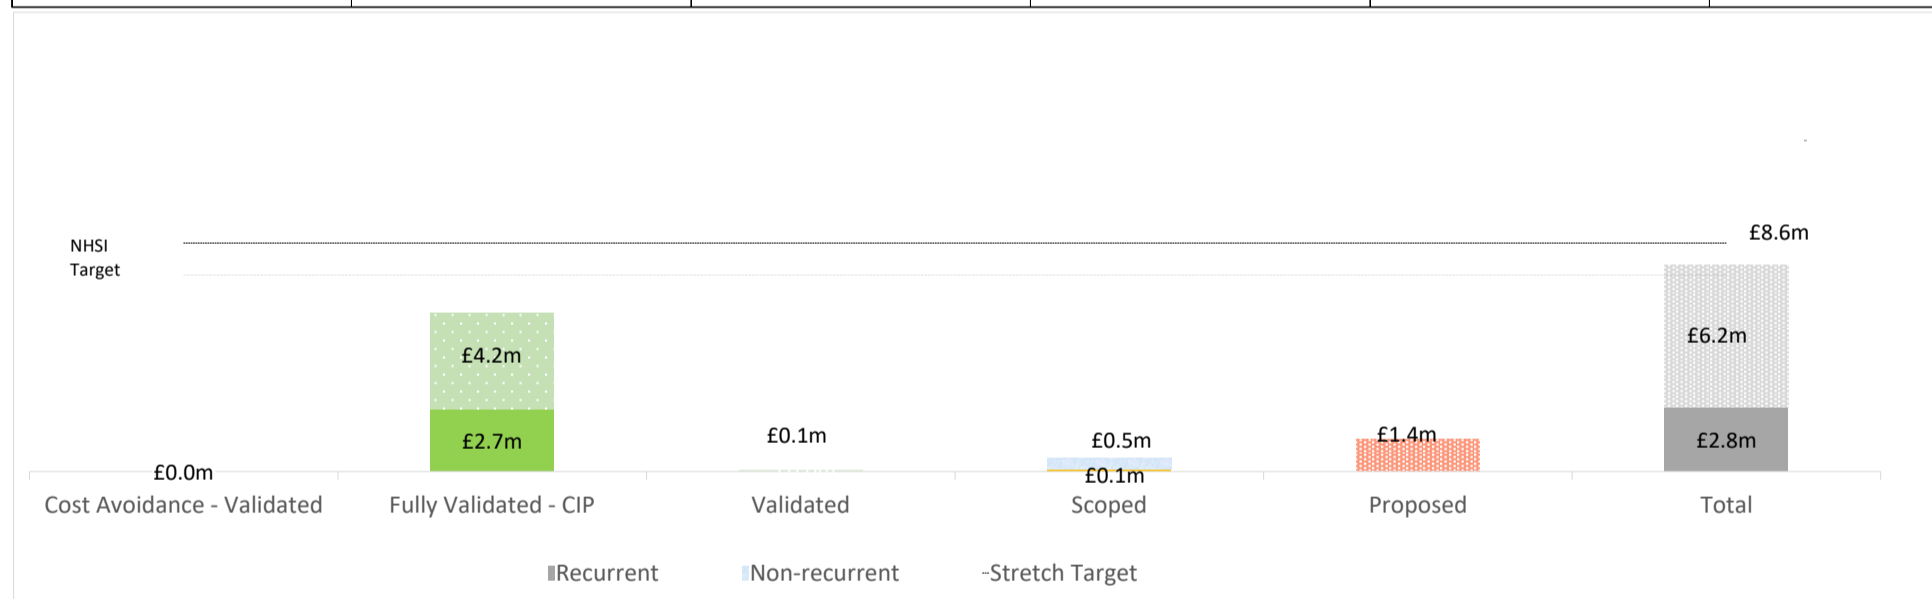 £8.6m
NHSI
Target
£6.2m
£4.2m
£1.4m
£0.1m
£0.5m
£2.7m
£2.8m
£0.0m
£0.1m
Cost Avoidance - Validated
Fully Validated - CIP
Validated
Scoped
Proposed
Total
Recurrent
Non-recurrent
Stretch Target